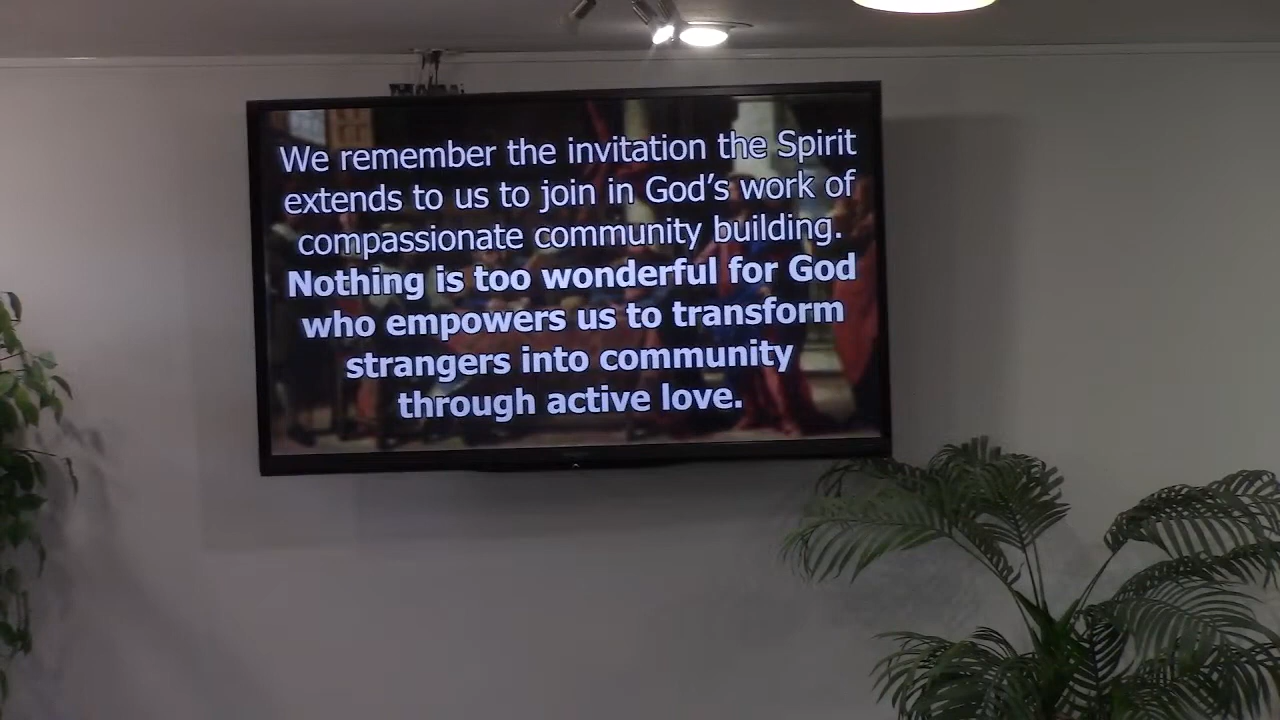 We remember the invitation the Spirit
extends to us to join in God’s work of
compassionate community building.
Nothing is too wonderful for God
who empowers us to transform
strangers into community
through active love.